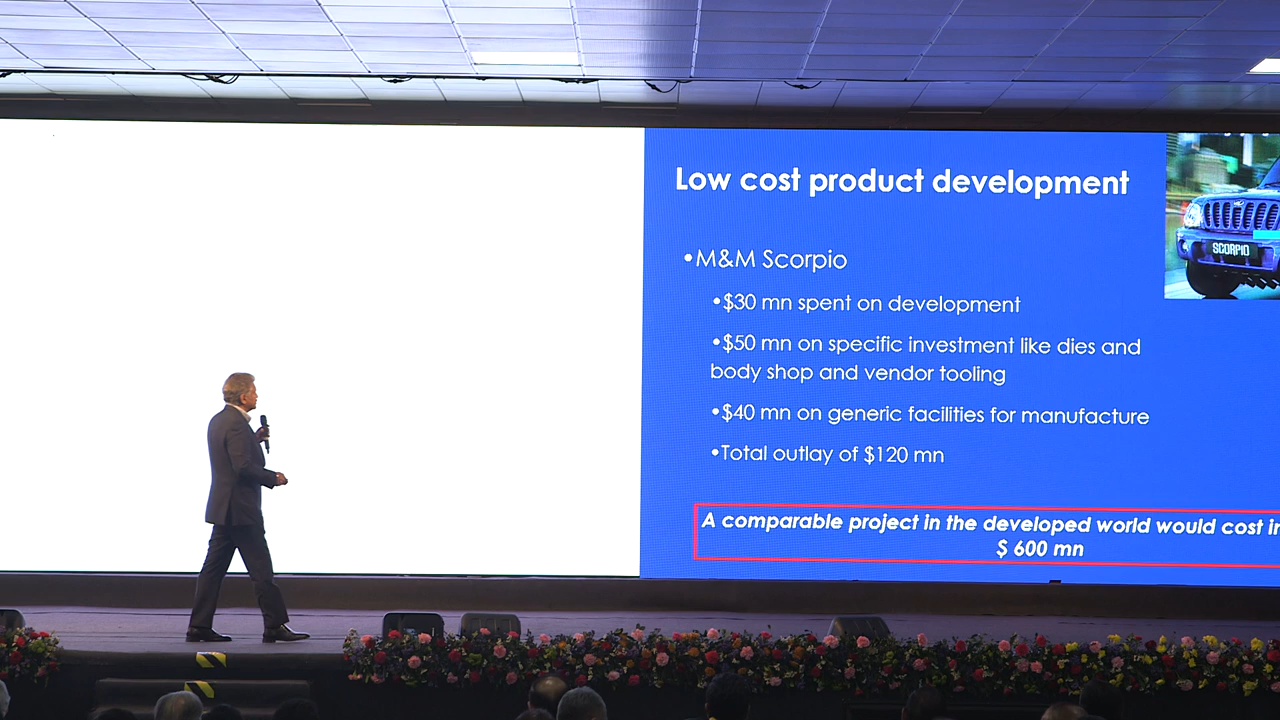 Low cost product development
•M&M Scorpio
•$30 mn spent on development
•$50 mn on specific investment like dies and
body shop and vendor tooling
•$40 mn on generic facilities for manufacture
•Total outlay of $120 mn
A comparable project in the developed world would cost in
$ 600 mn
SCORPIO